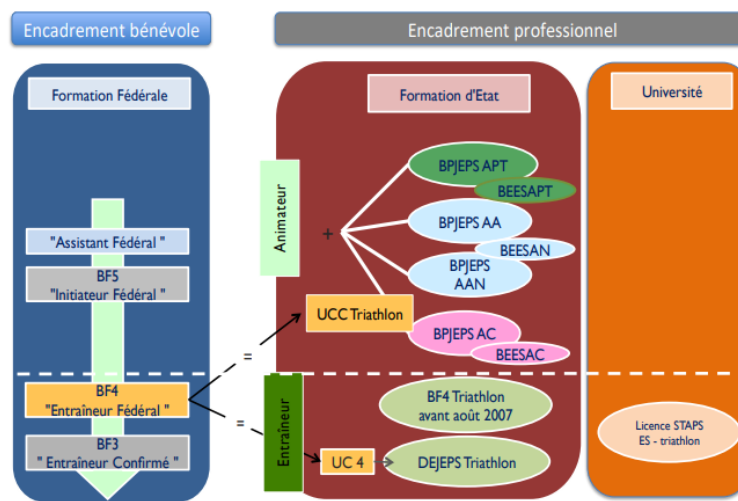 Encadrement bénévole
Encadrement professionnel
Formation Fédérale
Formation d'Etat
Université
Animateur
+
BPJEPS APT
BEESAPT
BPJEPS AA
BEESAN
BPJEPS
AAN
"Assistant Fédéral "
BF5
"Initiateur Fédéral "
UCC Triathlon
BPJEPS AC
BEESAC
=
=
BF4
"Entraîneur Fédéral "
BF3
" Entraîneur Confirmé "
Entraîneur
BF4 Triathlon
avant août 2007
UC 4
DEJEPS Triathlon
Licence STAPS
ES - triathlon